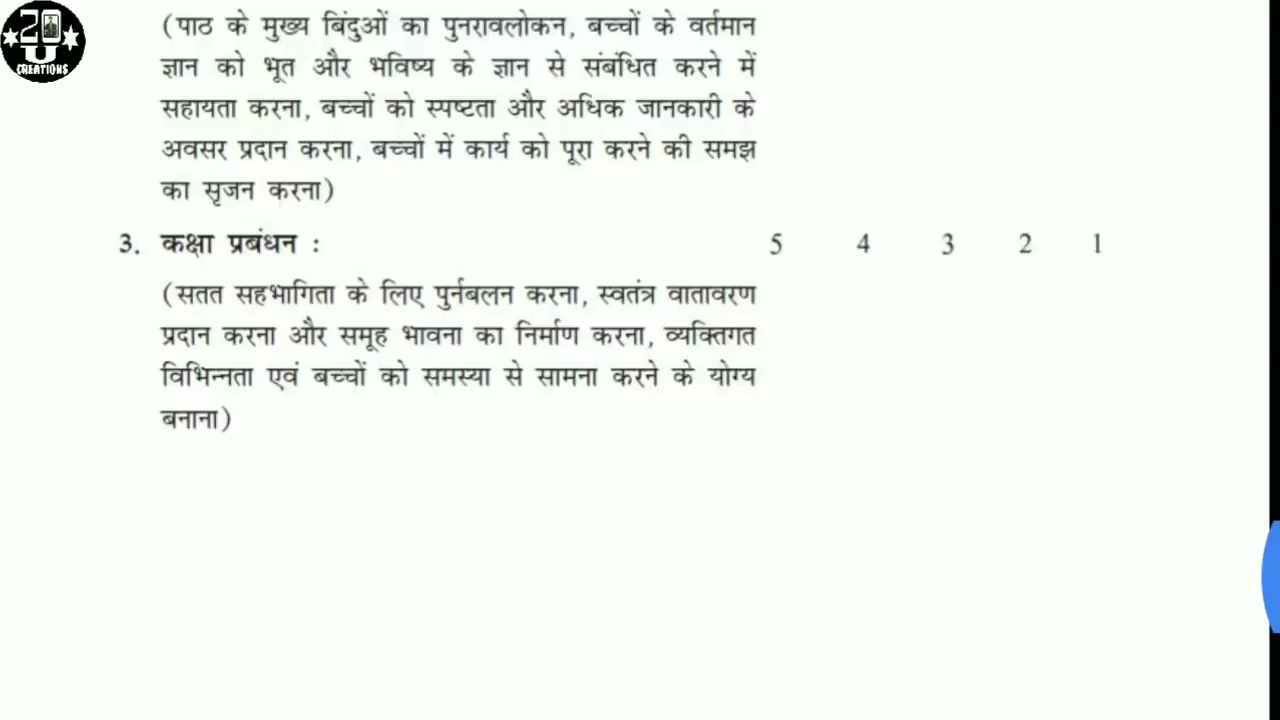 20
U
CREATIONS
(पाठ के मुख्य बिंदुओं का पुनरावलोकन, बच्चों के वर्तमान
ज्ञान को भूत और भविष्य के ज्ञान से संबंधित करने में
सहायता करना, बच्चों को स्पष्टता और अधिक जानकारी के
अवसर प्रदान करना, बच्चों में कार्य को पूरा करने की समझ
का सृजन करना)
3. कक्षा प्रबंधन : 5 4 3 2 1
(सतत सहभागिता के लिए पुर्नबलन करना, स्वतंत्र वातावरण
प्रदान करना और समूह भावना का निर्माण करना, व्यक्तिगत
विभिन्नता एवं बच्चों को समस्या से सामना करने के योग्य
बनाना)